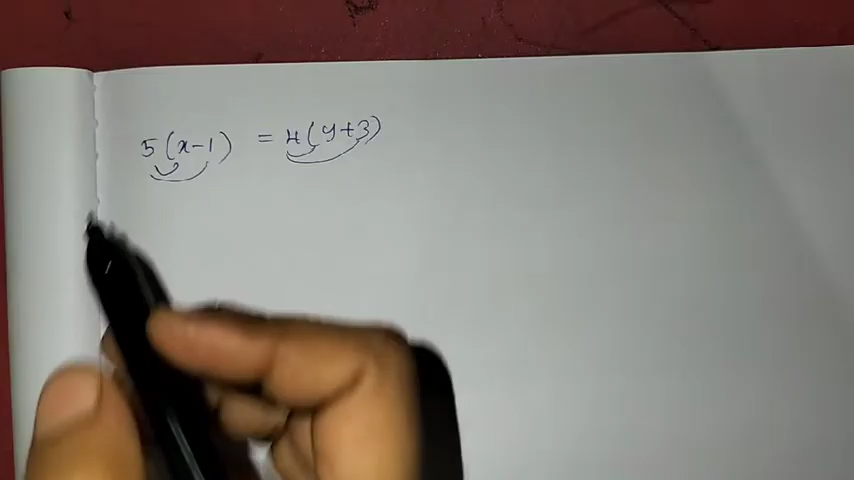 5(x-1) = 4(y+3)